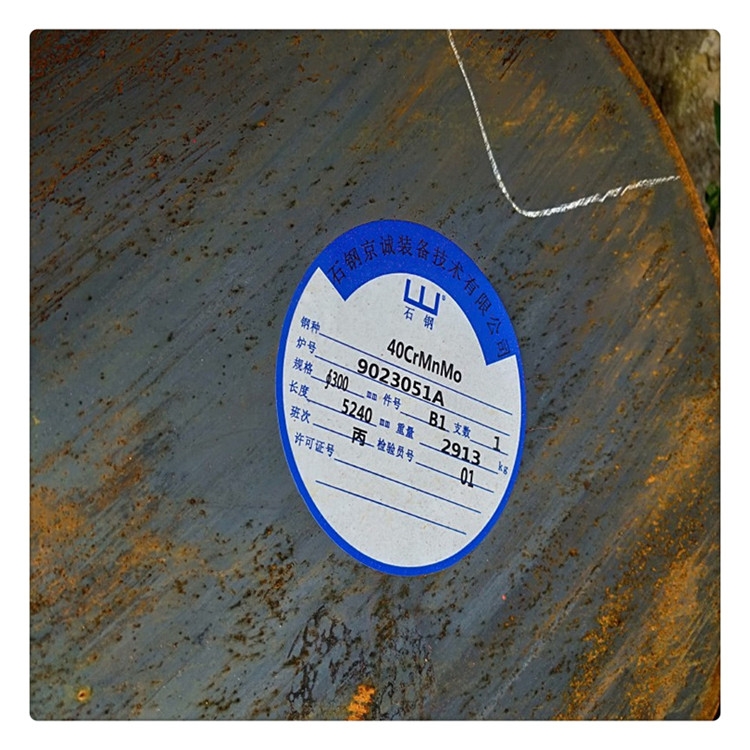 石钢京诚装备技术有限公司
石钢
钢种 40CrMnMo
炉号 9023051A
规格 ∮300 mm 件号 B1 支数 1
长度 5240 mm 重量 2913 kg
班次 丙 检验员号 01
许可证号